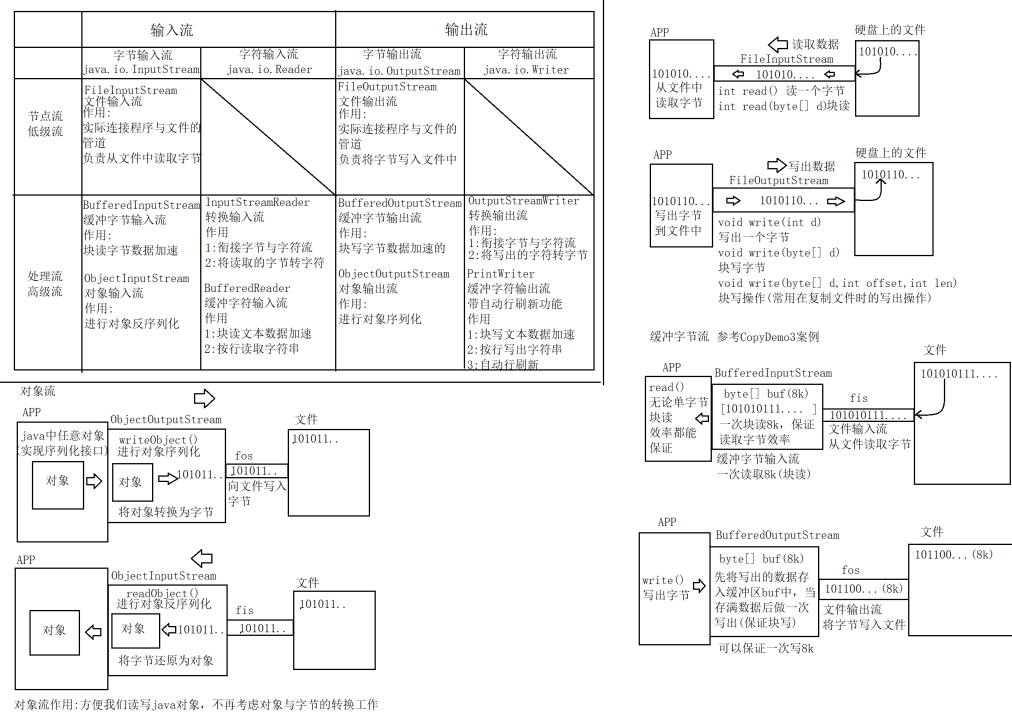 输入流
输出流
字节输入流
java.io.InputStream
字符输入流
java.io.Reader
字节输出流
java.io.OutputStream
字符输出流
java.io.Writer
节点流
低级流
FileInputStream
文件输入流
作用:
实际连接程序与文件的
管道
负责从文件中读取字节
FileOutputStream
文件输出流
作用:
实际连接程序与文件的
管道
负责将字节写入文件中
处理流
高级流
BufferedInputStream
缓冲字节输入流
作用:
块读字节数据加速
ObjectInputStream
对象输入流
作用:
进行对象反序列化
InputStreamReader
转换输入流
作用
1:衔接字节与字符流
2:将读取的字节转字符
BufferedReader
缓冲字符输入流
作用
1:块读文本数据加速
2:按行读取字符串
BufferedOutputStream
缓冲字节输出流
作用:
块写字节数据加速的
ObjectOutputStream
对象输出流
作用:
进行对象序列化
OutputStreamWriter
转换输出流
作用:
1:衔接字节与字符流
2:将写出的字符转字节
PrintWriter
缓冲字符输出流
带自动行刷新功能
作用
1:块写文本数据加速
2:按行写出字符串
3;自动行刷新
对象流
APP
java中任意对象
(实现序列化接口)
对象
ObjectOutputStream
writeObject()
进行对象序列化
对象
101011..
将对象转换为字节
fos
101011..
向文件写入
字节
文件
101011..
APP
对象
ObjectInputStream
readObject()
进行对象反序列化
对象
101011..
将字节还原为对象
fis
101011..
文件
101011..
对象流作用:方便我们读写java对象, 不再考虑对象与字节的转换工作
APP
101010....
从文件中
读取字节
读取数据
FileInputStream
101010....
int read() 读一个字节
int read(byte[] d)块读
硬盘上的文件
101010....
APP
1010110...
写出字节
到文件中
写出数据
FileOutputStream
1010110...
void write(int d)
写出一个字节
void write(byte[] d)
块写字节
void write(byte[] d,int offset,int len)
块写操作(常用在复制文件时的写出操作)
硬盘上的文件
1010110...
缓冲字节流 参考CopyDemo3案例
APP
read()
无论单字节
块读
效率都能
保证
BufferedInputStream
byte[] buf(8k)
[101010111.... ]
一次块读8k, 保证
读取字节效率
缓冲字节输入流
一次读取8k(块读)
fis
101010111....
文件输入流
从文件读取字节
文件
101010111....
APP
write()
写出字节
BufferedOutputStream
byte[] buf(8k)
先将写出的数据存
入缓冲区buf中, 当
存满数据后做一次
写出(保证块写)
可以保证一次写8k
fos
101100...(8k)
文件输出流
将字节写入文件
文件
101100...(8k)